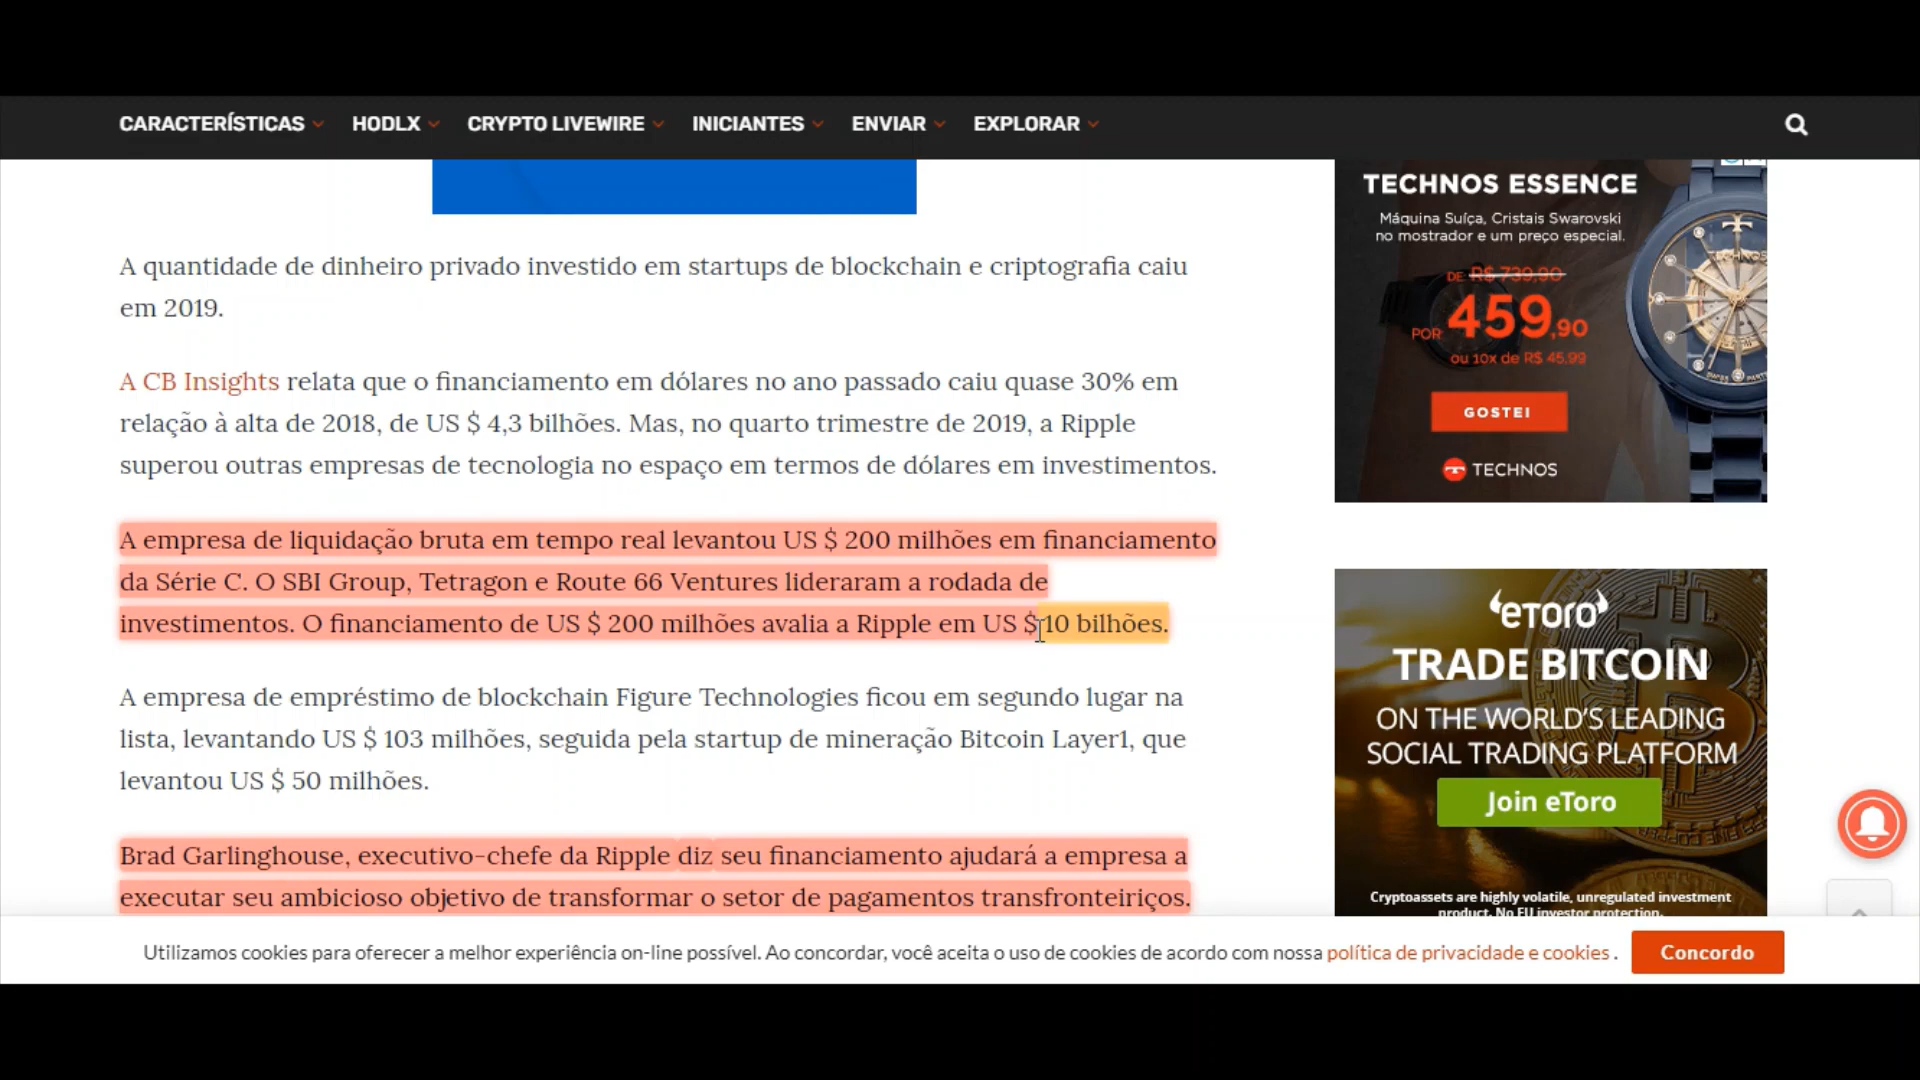 CARACTERÍSTICAS HODLX CRYPTO LIVEWIRE INICIANTES ENVIAR EXPLORAR
A quantidade de dinheiro privado investido em startups de blockchain e criptografia caiu
em 2019.
A CB Insights relata que o financiamento em dólares no ano passado caiu quase 30% em
relação à alta de 2018, de US $ 4,3 bilhões. Mas, no quarto trimestre de 2019, a Ripple
superou outras empresas de tecnologia no espaço em termos de dólares em investimentos.
A empresa de liquidação bruta em tempo real levantou US $ 200 milhões em financiamento
da Série C. O SBI Group, Tetragon e Route 66 Ventures lideraram a rodada de
investimentos. O financiamento de US $ 200 milhões avalia a Ripple em US $ 10 bilhões.
A empresa de empréstimo de blockchain Figure Technologies ficou em segundo lugar na
lista, levantando US $ 103 milhões, seguida pela startup de mineração Bitcoin Layer1, que
levantou US $ 50 milhões.
Brad Garlinghouse, executivo-chefe da Ripple diz seu financiamento ajudará a empresa a
executar seu ambicioso objetivo de transformar o setor de pagamentos transfronteiriços.
TECHNOS ESSENCE
Máquina Suíça, Cristais Swarovski
no mostrador e um preço especial.
DE R$ 739,90
POR 459,90
ou 10x de R$ 45,99
GOSTEI
TECHNOS
TECHNOS
eToro
TRADE BITCOIN
ON THE WORLD'S LEADING
SOCIAL TRADING PLATFORM
Join eToro
Cryptoassets are highly volatile, unregulated investment
product. No EU investor protection.
Utilizamos cookies para oferecer a melhor experiência on-line possível. Ao concordar, você aceita o uso de cookies de acordo com nossa política de privacidade e cookies .
Concordo